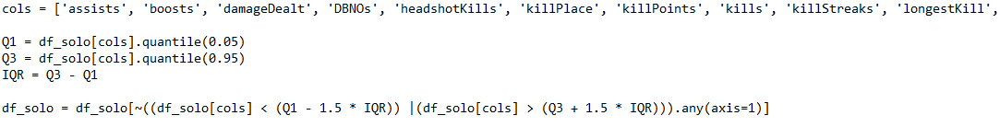 cols = ['assists', 'boosts', 'damageDealt', 'DBNOs', 'headshotKills', 'killPlace', 'killPoints', 'kills', 'killStreaks', 'longestKill',
Q1 = df_solo[cols].quantile(0.05)
Q3 = df_solo[cols].quantile(0.95)
IQR = Q3 - Q1
df_solo = df_solo[~((df_solo[cols] < (Q1 - 1.5 * IQR)) |(df_solo[cols] > (Q3 + 1.5 * IQR))).any(axis=1)]